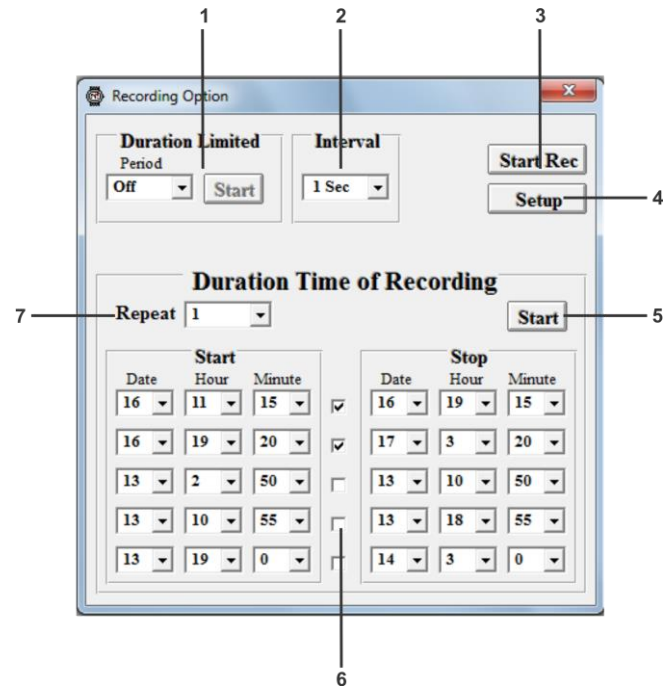 1 2 3
Recording Option
Duration Limited Interval
Period
Off Start 1 Sec Start Rec
Setup 4
Duration Time of Recording
7 Repeat 1 Start 5
Start Stop
Date Hour Minute Date Hour Minute
16 11 15 16 19 15
16 19 20 17 3 20
13 2 50 13 10 50
13 10 55 13 18 55
13 19 0 14 3 0
6